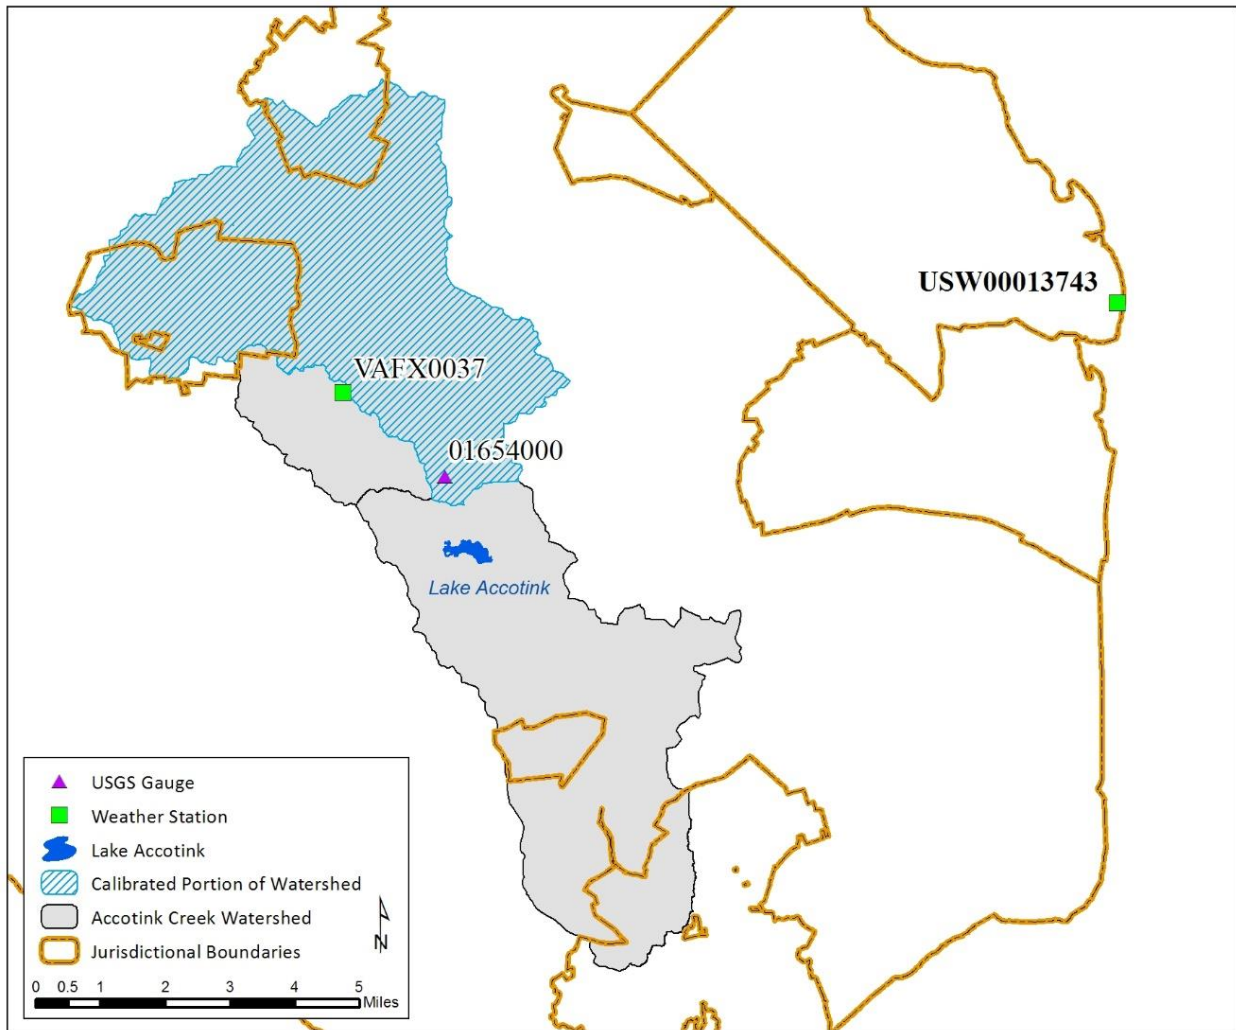 USW00013743
VAFX0037
01654000
Lake Accotink
USGS Gauge
Weather Station
Lake Accotink
Calibrated Portion of Watershed
Accotink Creek Watershed
N
Jurisdictional Boundaries
0 0.5 1 2 3 4 5
Miles